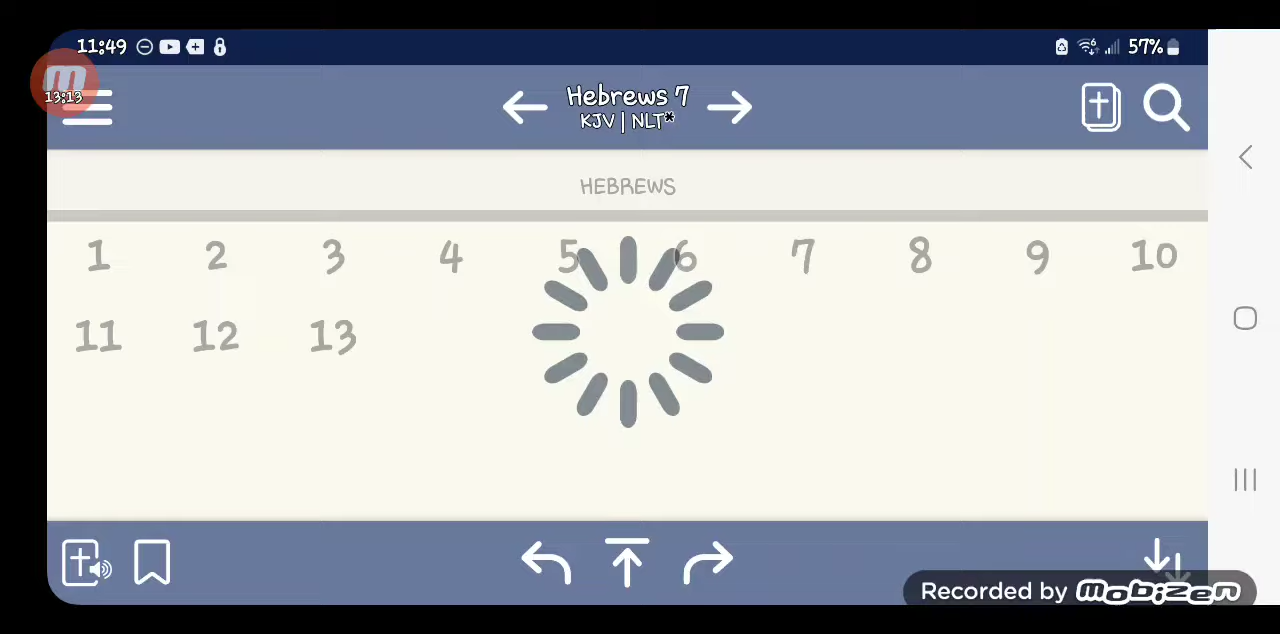 11:49 57%
13:13
Hebrews 7
KJV | NLT*
HEBREWS
1 2 3 4 5 6 7 8 9 10
11 12 13
Recorded by mobizen